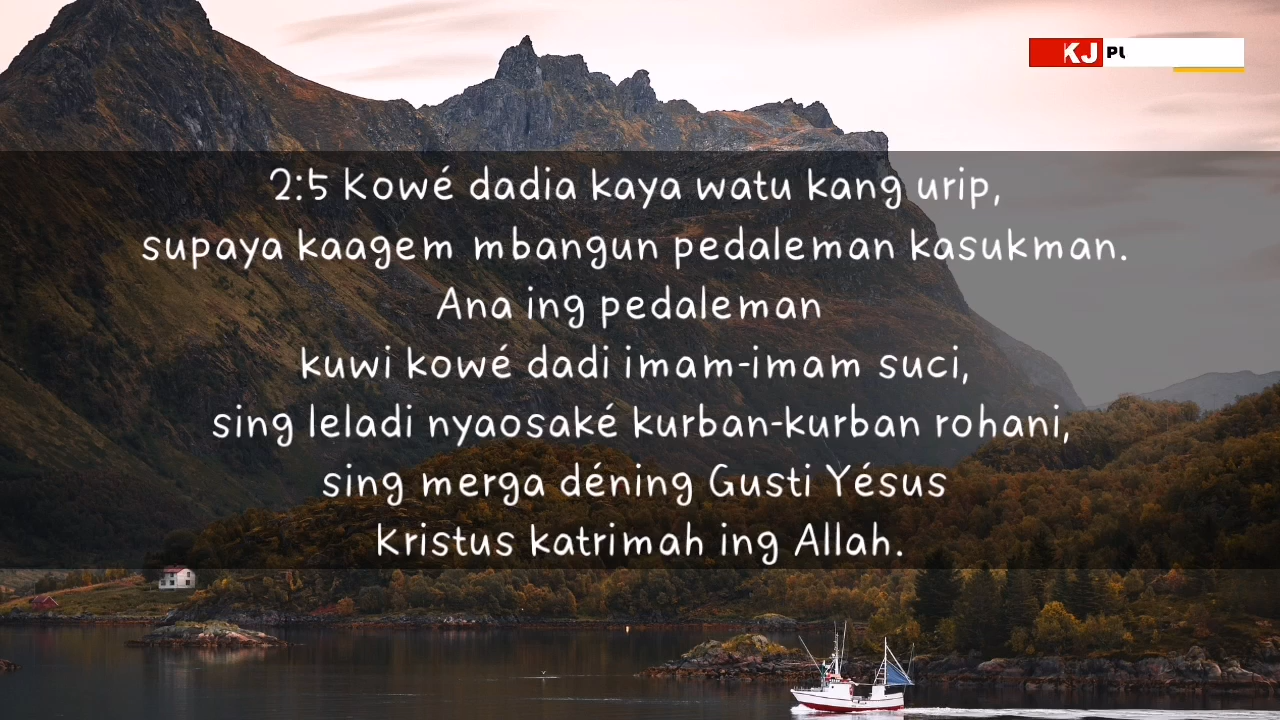 KJ
2:5 Kowé dadia kaya watu kang urip,
supaya kaagem mbangun pedaleman kasukman.
Ana ing pedaleman
kuwi kowé dadi imam-imam suci,
sing leladi nyaosaké kurban-kurban rohani,
sing merga déning Gusti Yésus
Kristus katrimah ing Allah.